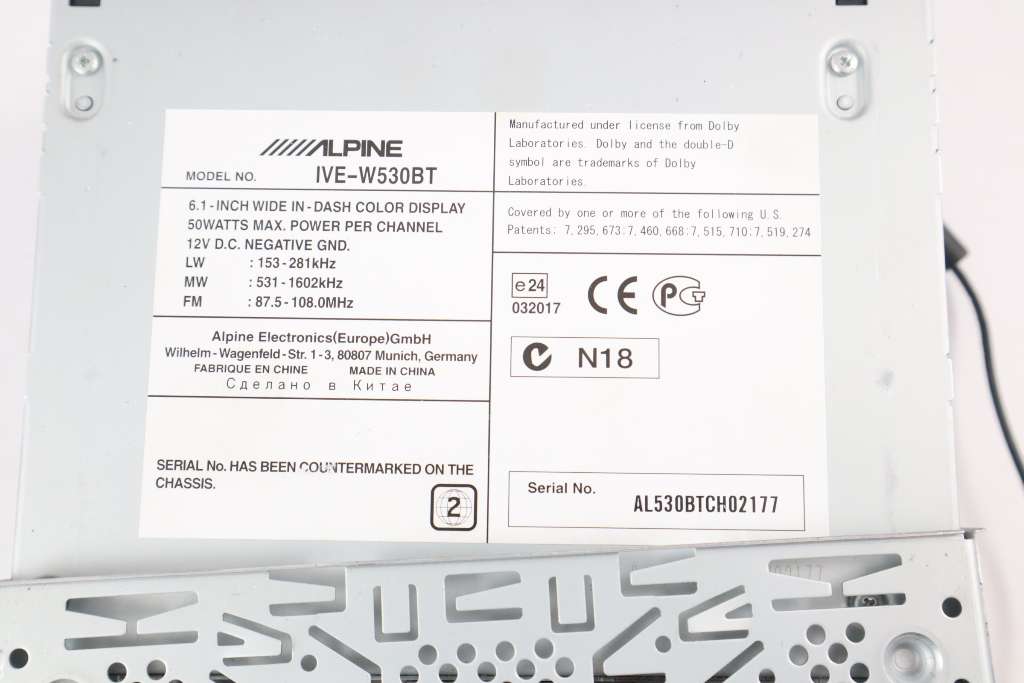 ALPINE
MODEL NO. IVE-W530BT
6.1-INCH WIDE IN-DASH COLOR DISPLAY
50WATTS MAX. POWER PER CHANNEL
12V D.C. NEGATIVE GND.
LW : 153-281kHz
MW : 531-1602kHz
FM : 87.5-108.0MHz
Alpine Electronics(Europe)GmbH
Wilhelm-Wagenfeld-Str. 1-3, 80807 Munich, Germany
FABRIQUE EN CHINE MADE IN CHINA
Сделано в Китае
SERIAL No. HAS BEEN COUNTERMARKED ON THE
CHASSIS.
2
Manufactured under license from Dolby
Laboratories. Dolby and the double-D
symbol are trademarks of Dolby
Laboratories.
Covered by one or more of the following U.S.
Patents: 7,295,673:7,460,668:7,515,710:7,519,274
e24
032017
CE
PCT
N18
Serial No.
AL530BTCH02177